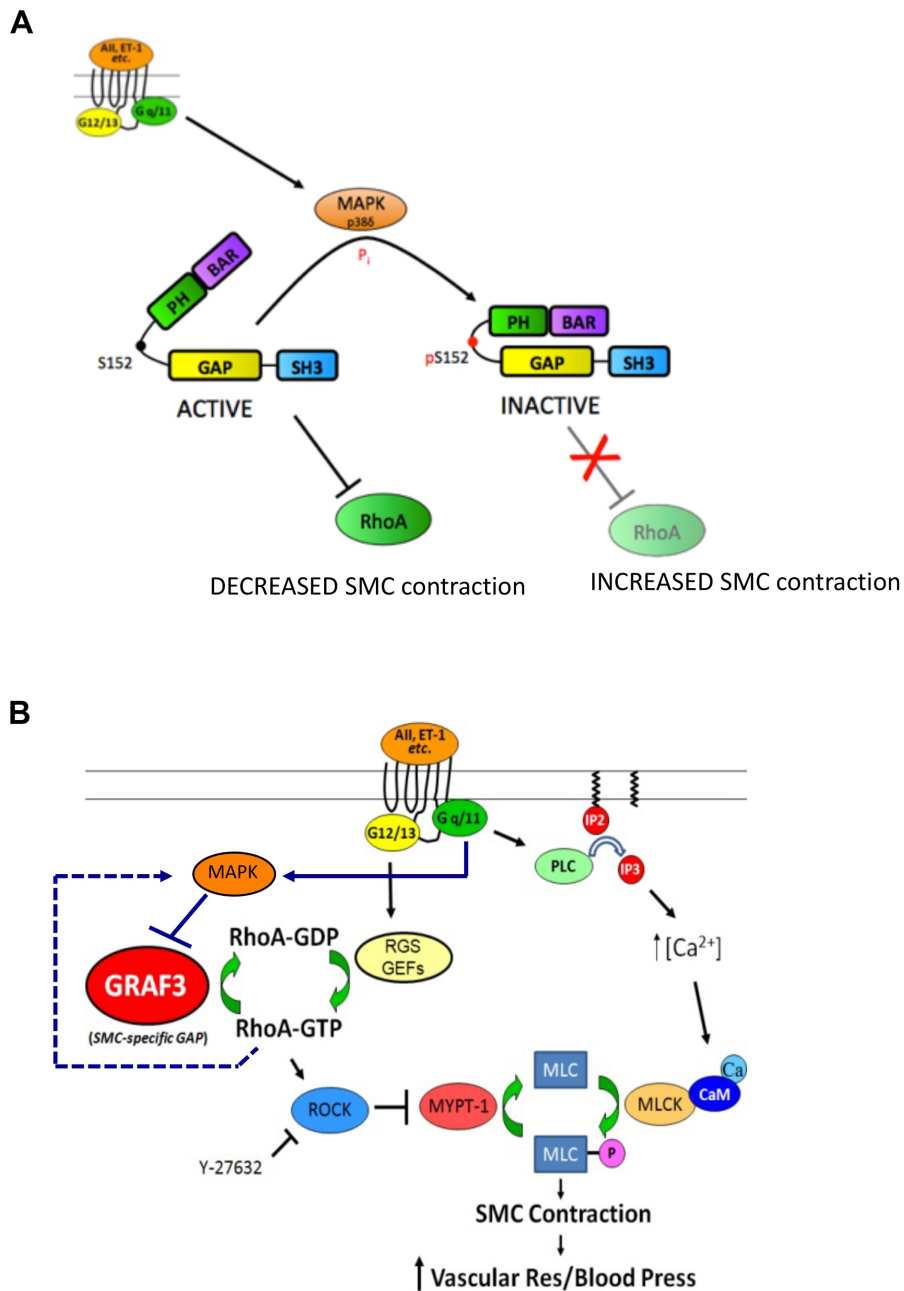 A
AII, ET-1
etc.
G q/11
G12/13
MAPK
p38δ
Pi
BAR
PH
S152
GAP
SH3
ACTIVE
PH
BAR
pS152
GAP
SH3
INACTIVE
RhoA
DECREASED SMC contraction
RhoA
INCREASED SMC contraction
B
AII, ET-1
etc.
G q/11
G12/13
IP2
PLC
IP3
MAPK
RhoA-GDP
RGS
GEFs
↑ [Ca2+]
GRAF3
(SMC-specific GAP)
RhoA-GTP
ROCK
MYPT-1
MLC
MLCK
CaM
Ca
MLC
P
Y-27632
SMC Contraction
↑ Vascular Res/Blood Press